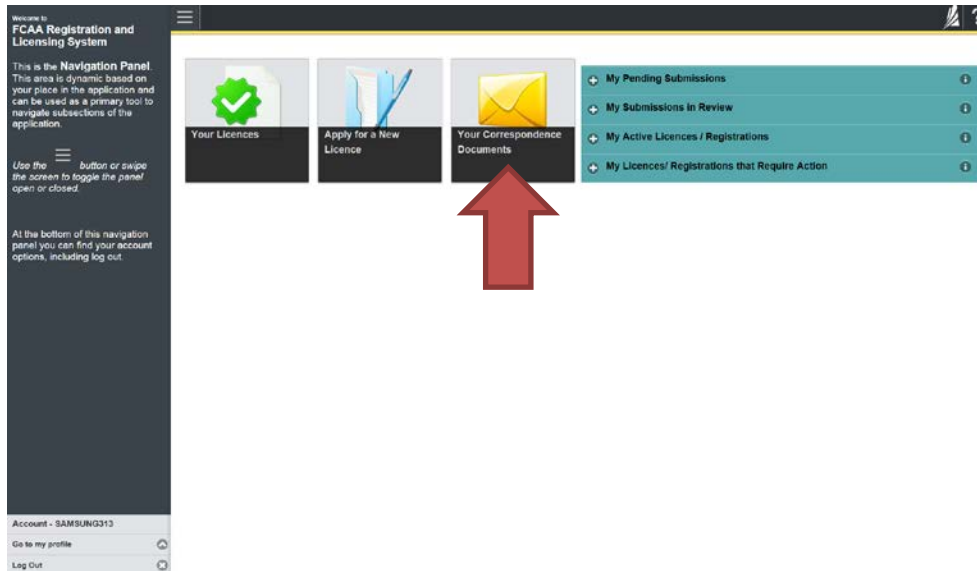 Welcome to
FCAA Registration and
Licensing System
This is the Navigation Panel.
This area is dynamic based on
your place in the application and
can be used as a primary tool to
navigate subsections of the
application.
Use the button or swipe
the screen to toggle the panel
open or closed.
At the bottom of this navigation
panel you can find your account
options, including log out.
Account - SAMSUNG313
Go to my profile
Log Out
Your Licences
Apply for a New
Licence
Your Correspondence
Documents
My Pending Submissions
My Submissions in Review
My Active Licences / Registrations
My Licences/ Registrations that Require Action
?